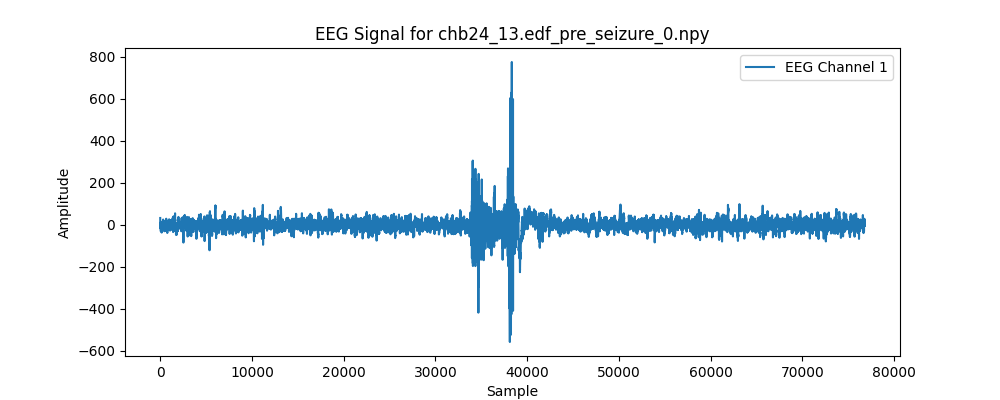 EEG Signal for chb24_13.edf_pre_seizure_0.npy
EEG Channel 1
800
600
400
200
0
−200
−400
−600
Amplitude
0 10000 20000 30000 40000 50000 60000 70000 80000
Sample